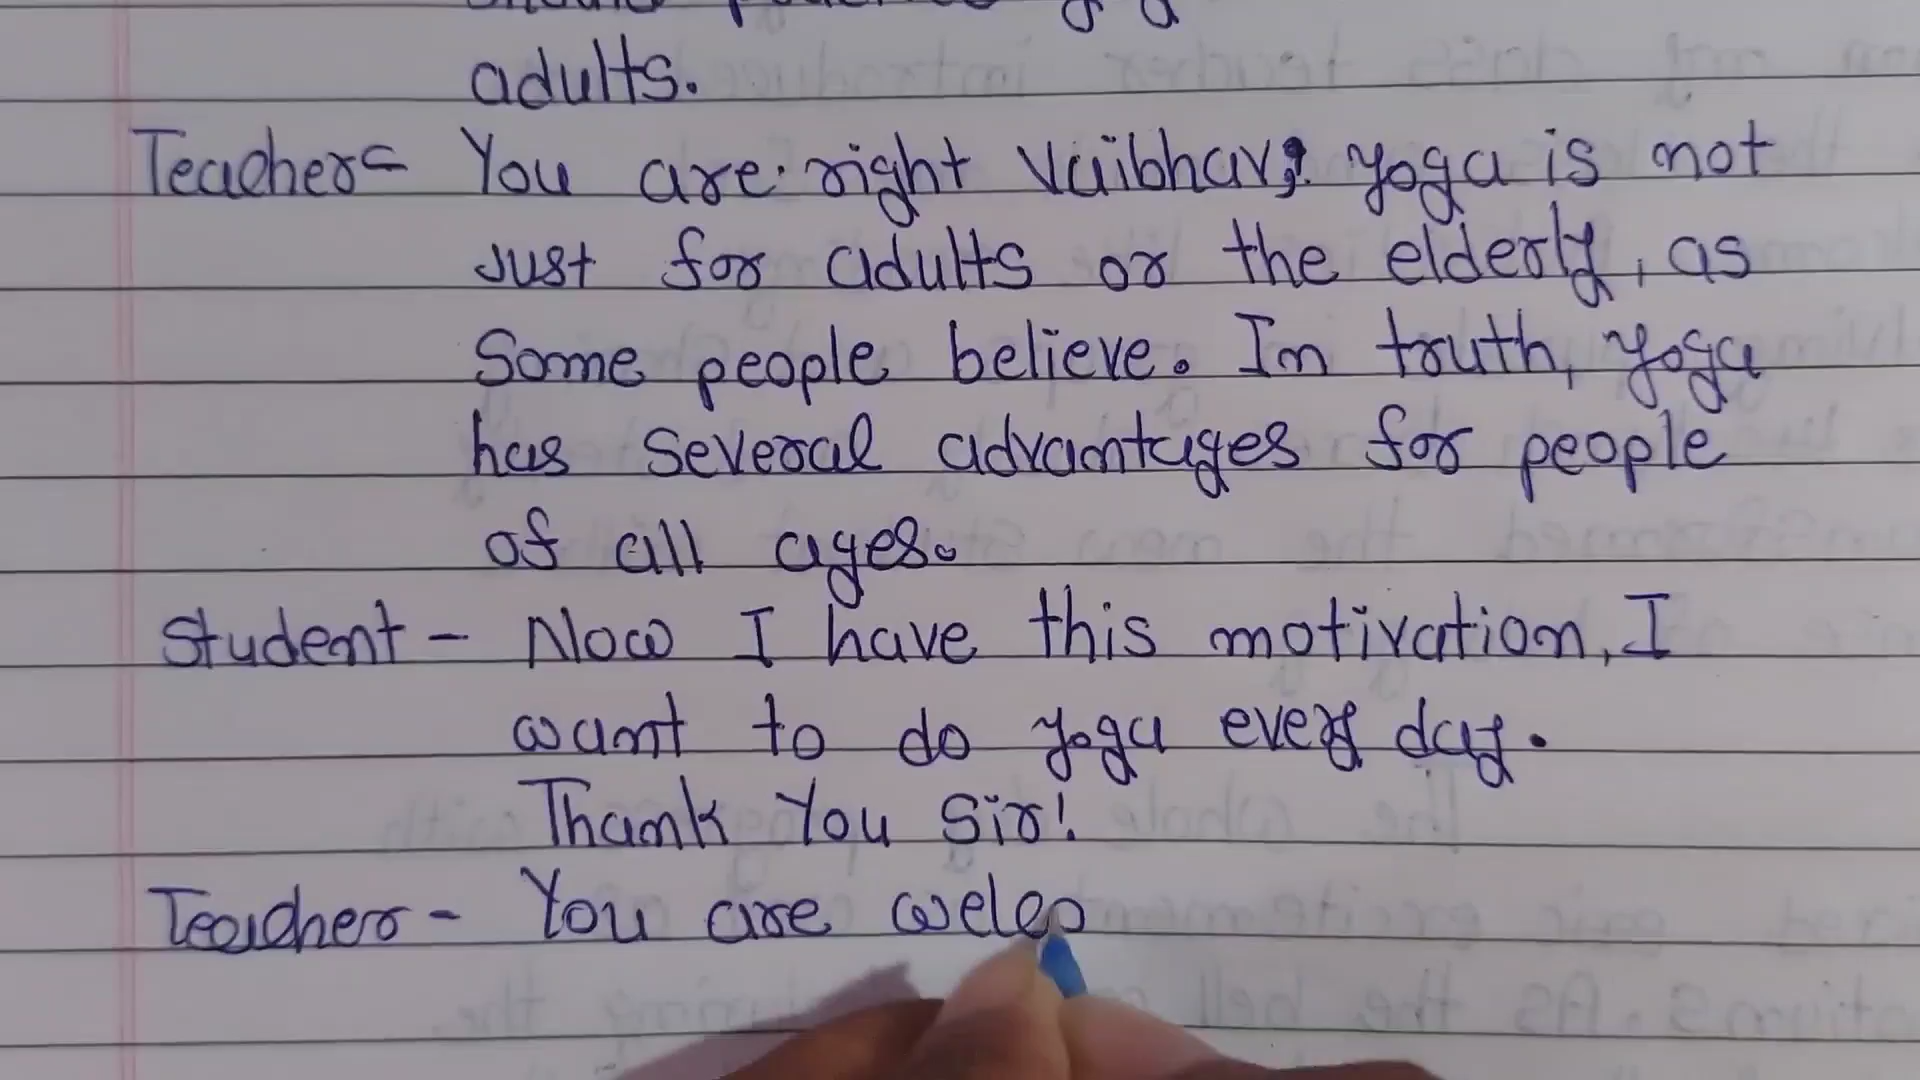 adults.
Teacher= You are right Vaibhav, yoga is not
just for adults or the elderly, as
Some people believe. In truth, yoga
has several advantages for people
of all ages.
Student - Now I have this motivation, I
want to do yoga every day.
Thank You Sir!
Teacher - You are welco